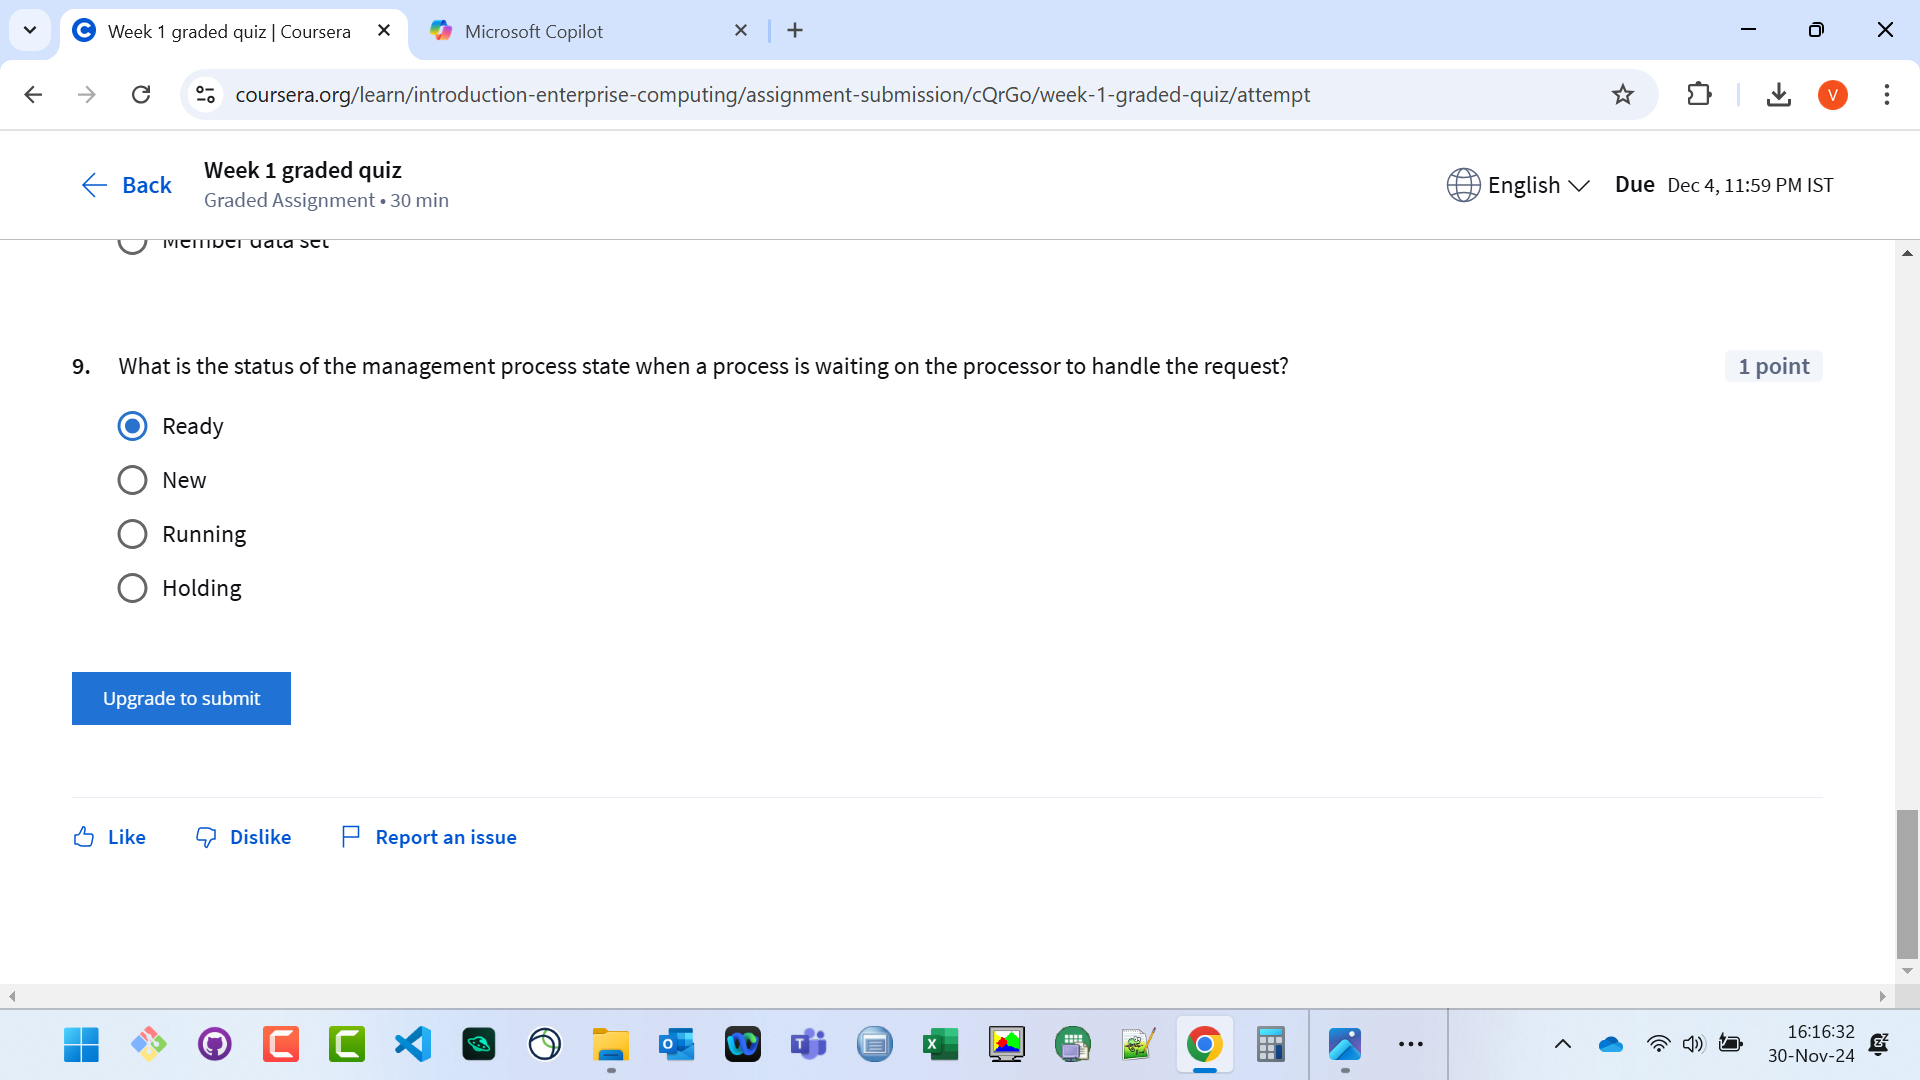 Week 1 graded quiz | Coursera
Microsoft Copilot
coursera.org/learn/introduction-enterprise-computing/assignment-submission/cQrGo/week-1-graded-quiz/attempt
V
Back
Week 1 graded quiz
Graded Assignment • 30 min
English
Due Dec 4, 11:59 PM IST
Member data set
9. What is the status of the management process state when a process is waiting on the processor to handle the request?
1 point
Ready
New
Running
Holding
Upgrade to submit
Like
Dislike
Report an issue
16:16:32
30-Nov-24